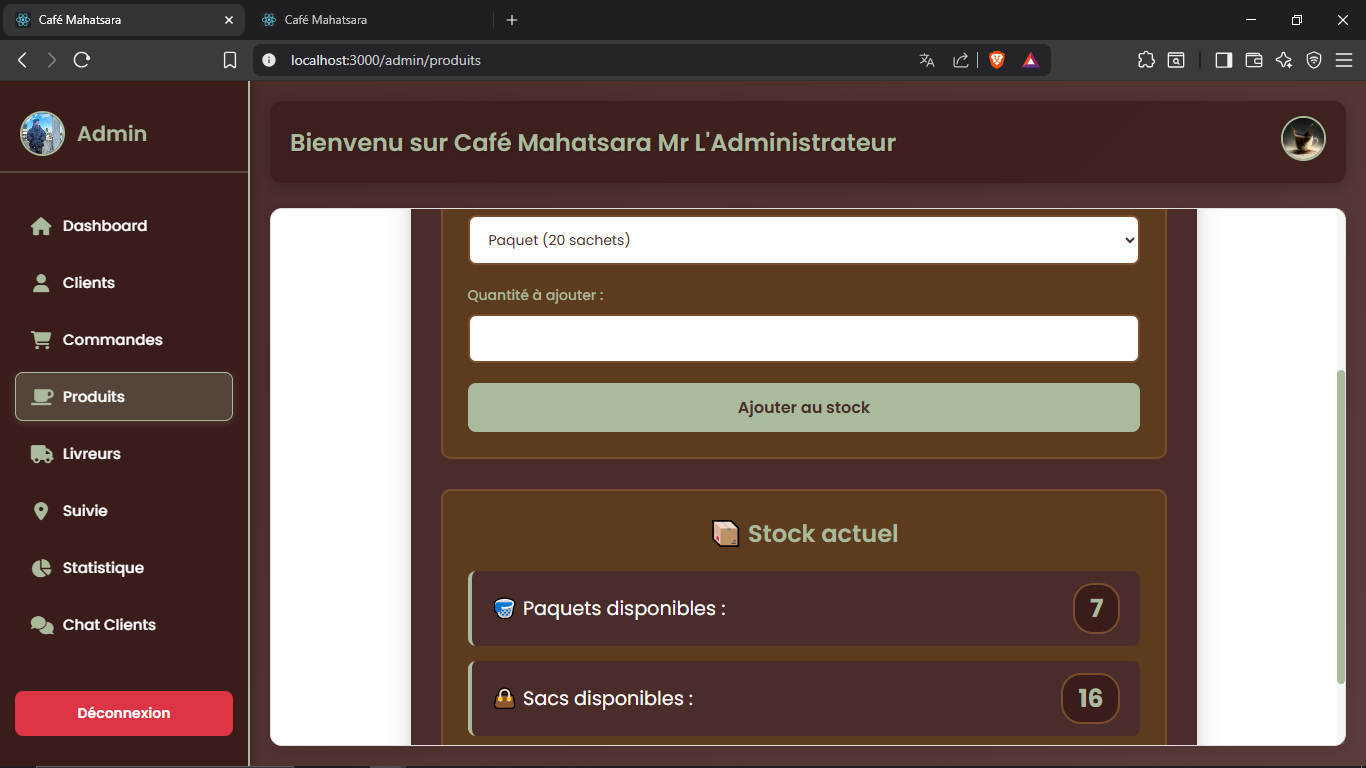 Café Mahatsara
Café Mahatsara
localhost:3000/admin/produits
Admin
Bienvenu sur Café Mahatsara Mr L'Administrateur
Dashboard
Clients
Commandes
Produits
Livreurs
Suivie
Statistique
Chat Clients
Déconnexion
Paquet (20 sachets)
Quantité à ajouter :
Ajouter au stock
Stock actuel
Paquets disponibles :
7
Sacs disponibles :
16